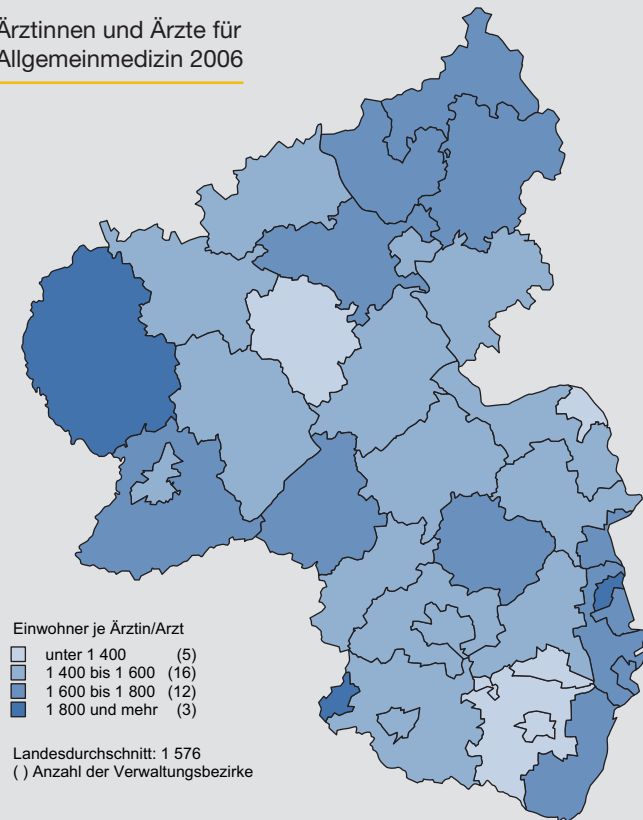 Ärztinnen und Ärzte für
Allgemeinmedizin 2006
Einwohner je Ärztin/Arzt
unter 1 400 (5)
1 400 bis 1 600 (16)
1 600 bis 1 800 (12)
1 800 und mehr (3)
Landesdurchschnitt: 1 576
( ) Anzahl der Verwaltungsbezirke